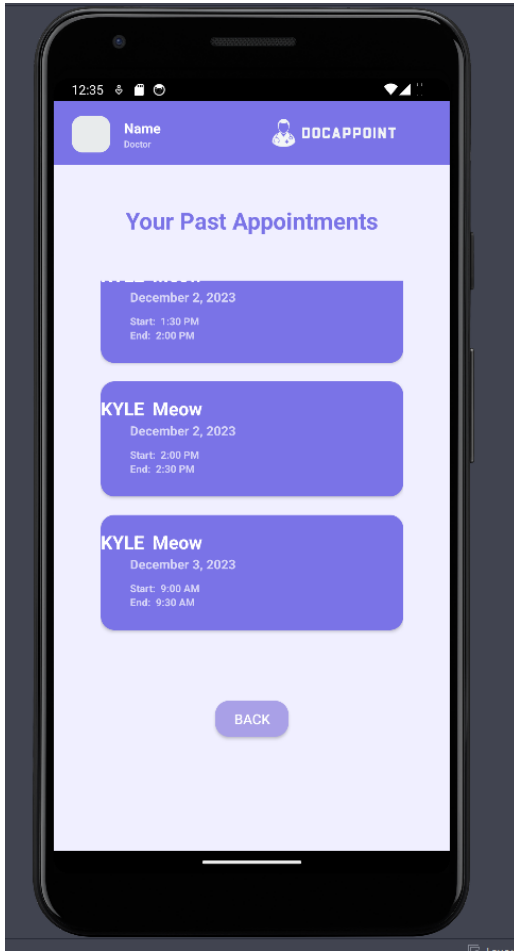 12:35
Name
Doctor
DOCAPPOINT
Your Past Appointments
December 2, 2023
Start: 1:30 PM
End: 2:00 PM
KYLE Meow
December 2, 2023
Start: 2:00 PM
End: 2:30 PM
KYLE Meow
December 3, 2023
Start: 9:00 AM
End: 9:30 AM
BACK